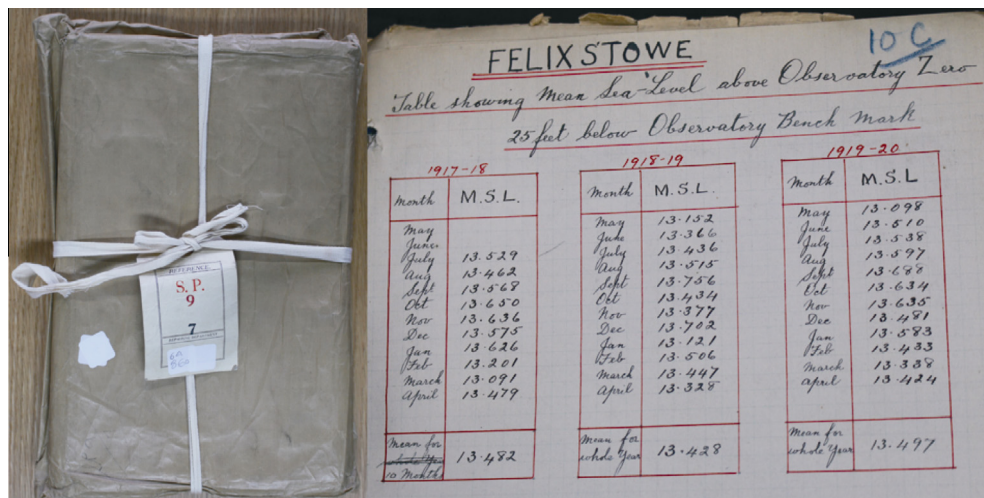 REFERENCE
S. P.
9
7
10 C
FELIXSTOWE
Table showing Mean Sea-Level above Observatory Zero
25 feet below Observatory Bench Mark
1917-18
Month M.S.L.
May
June
July 13.529
Aug 13.462
Sept 13.568
Oct 13.650
Nov 13.636
Dec 13.575
Jan 13.626
Feb 13.201
March 13.091
April 13.479
Mean for
whole Year 13.482
10 Months
1918-19
Month M.S.L.
May 13.152
June 13.366
July 13.436
Aug 13.515
Sept 13.756
Oct 13.434
Nov 13.377
Dec 13.702
Jan 13.121
Feb 13.506
March 13.447
April 13.328
Mean for
whole Year 13.428
1919-20
Month M.S.L
May 13.098
June 13.510
July 13.538
Aug 13.597
Sept 13.688
Oct 13.634
Nov 13.635
Dec 13.481
Jan 13.583
Feb 13.433
March 13.338
April 13.424
Mean for
whole Year 13.497